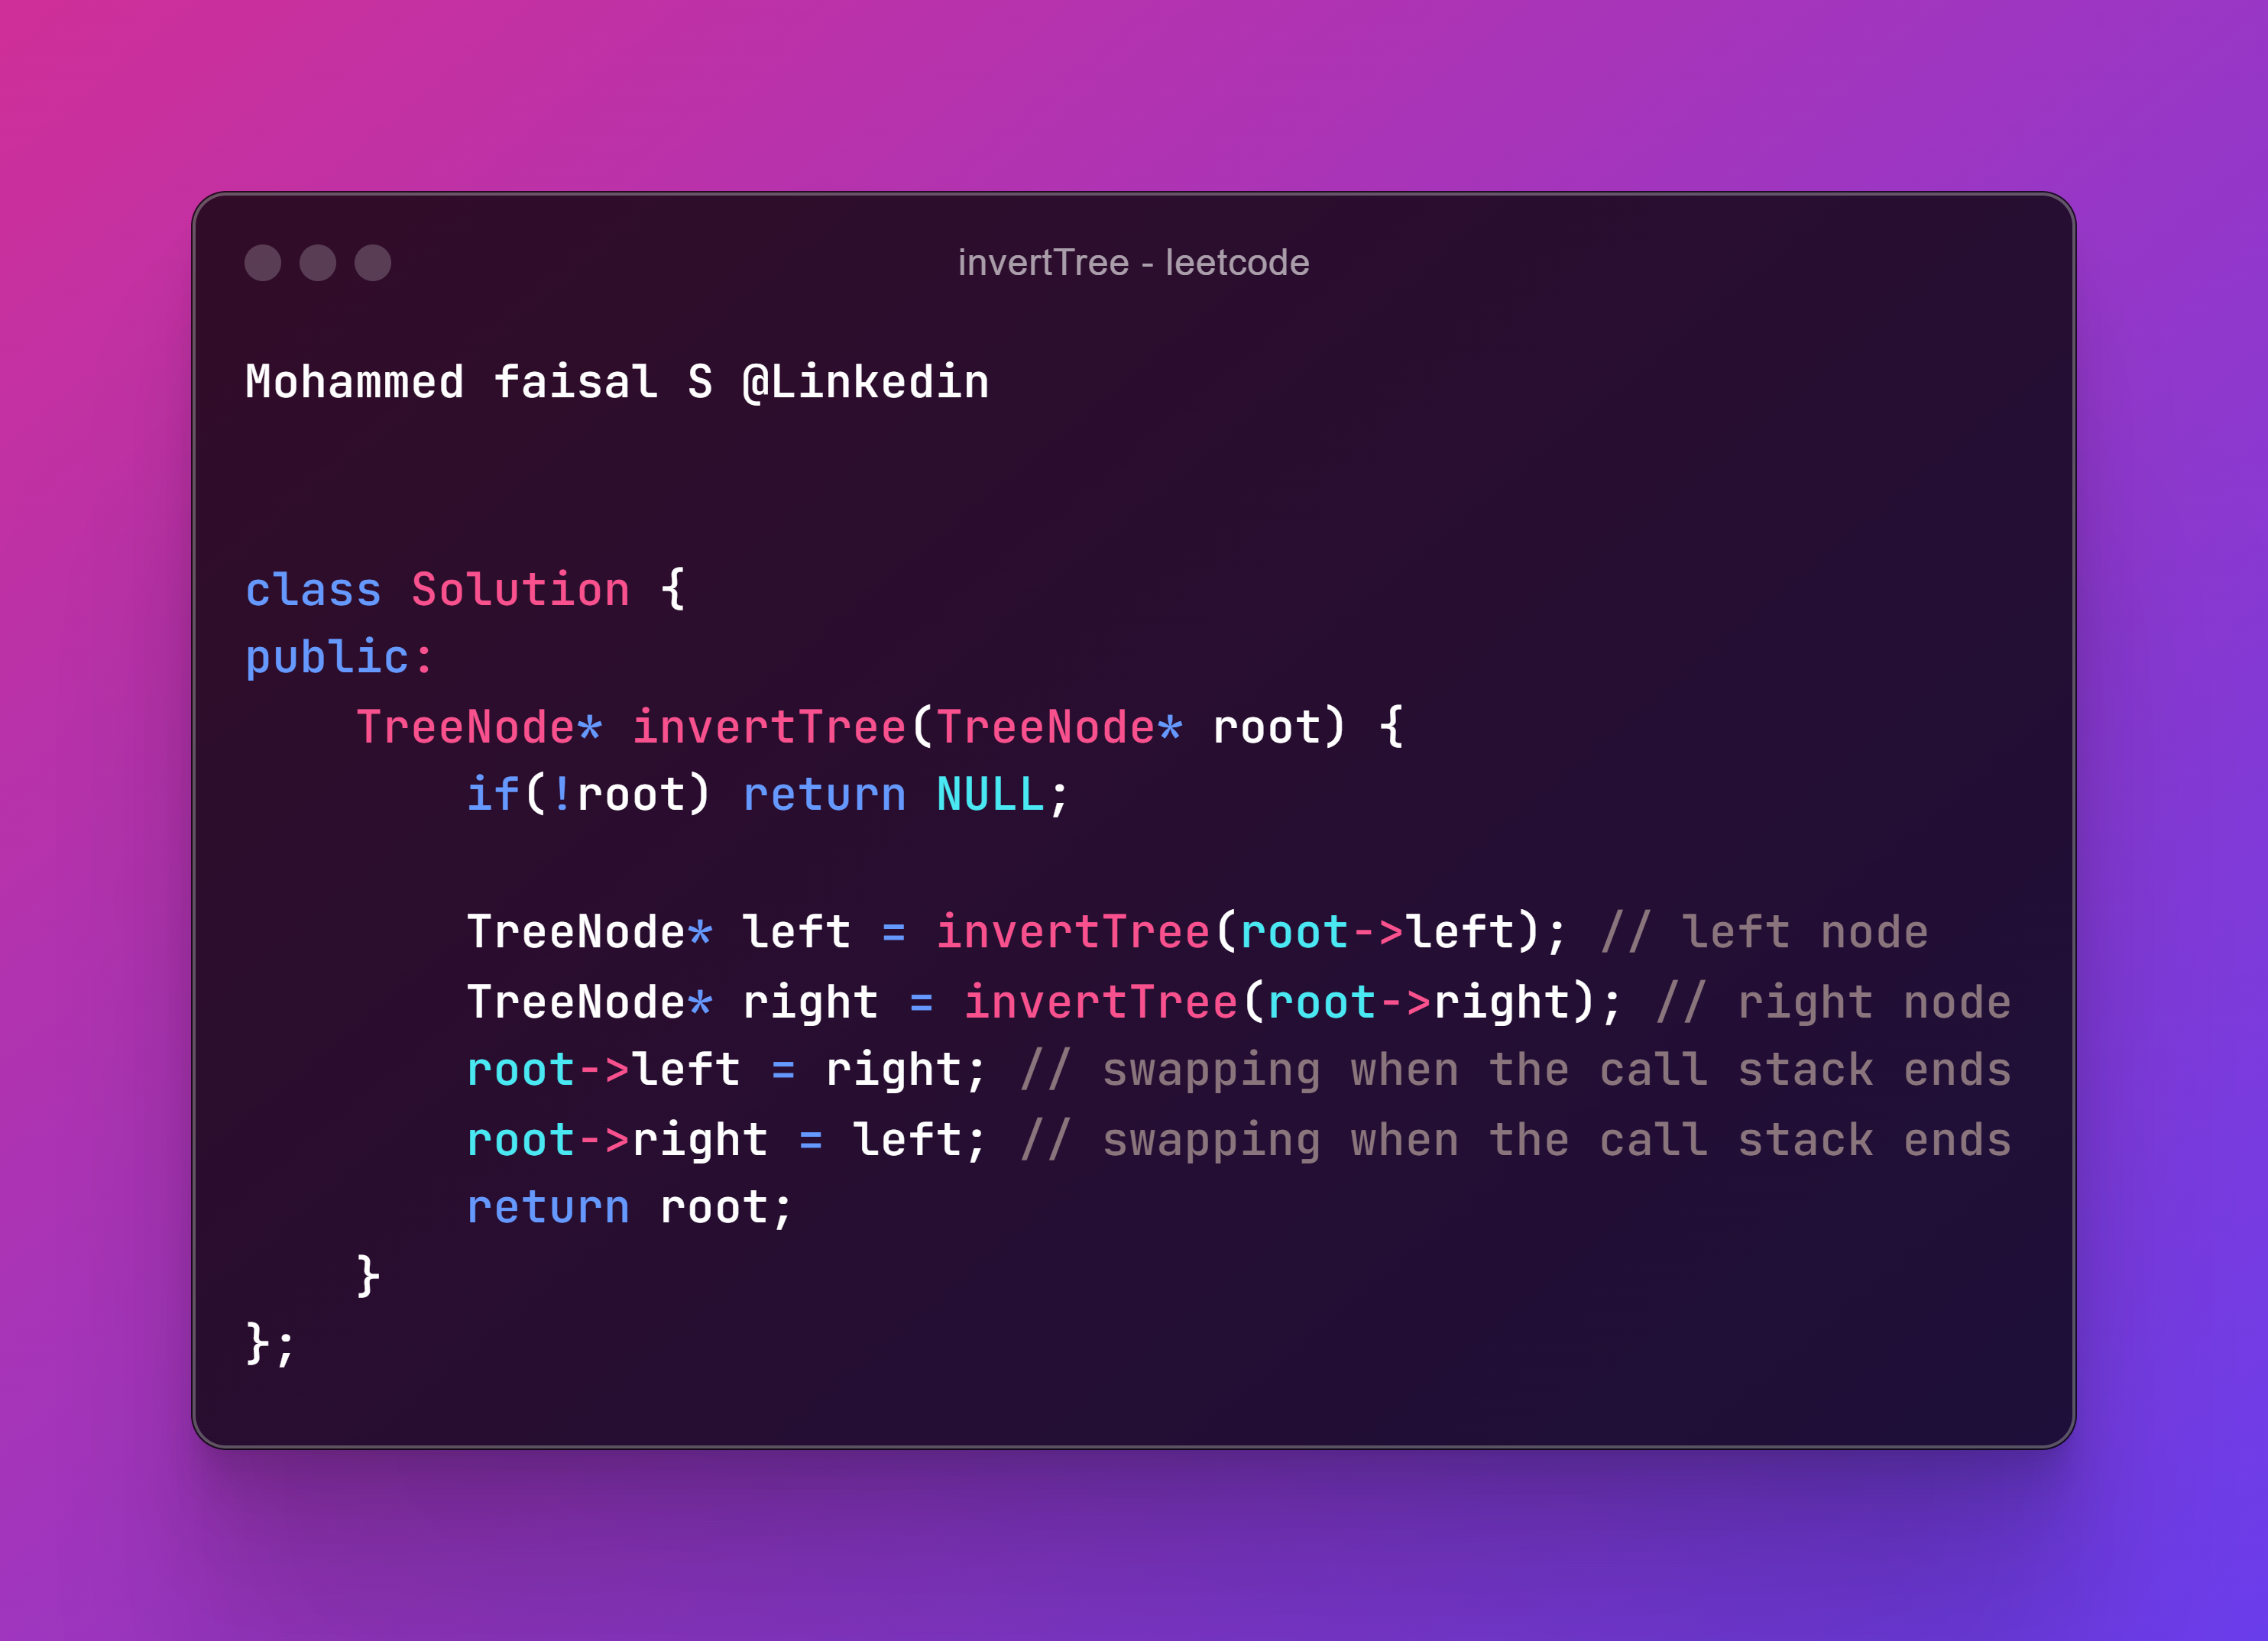 invertTree - leetcode
Mohammed faisal S @Linkedin
class Solution {
public:
    TreeNode* invertTree(TreeNode* root) {
        if(!root) return NULL;
        TreeNode* left = invertTree(root->left); // left node
        TreeNode* right = invertTree(root->right); // right node
        root->left = right; // swapping when the call stack ends
        root->right = left; // swapping when the call stack ends
        return root;
    }
};